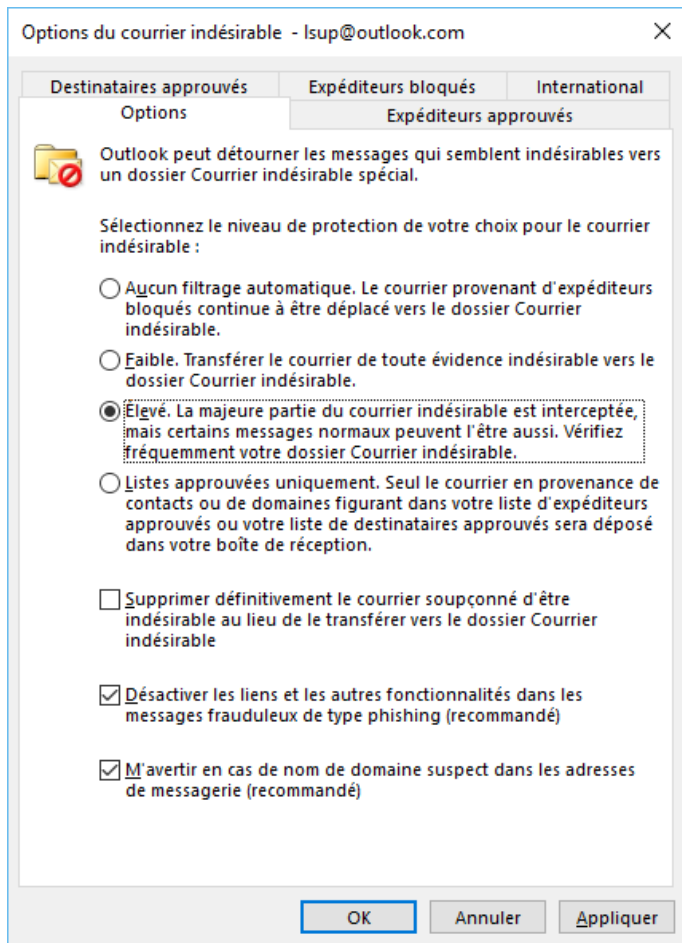 Options du courrier indésirable - lsup@outlook.com
Destinataires approuvés
Expéditeurs bloqués
International
Options
Expéditeurs approuvés
Outlook peut détourner les messages qui semblent indésirables vers
un dossier Courrier indésirable spécial.
Sélectionnez le niveau de protection de votre choix pour le courrier
indésirable :
Aucun filtrage automatique. Le courrier provenant d'expéditeurs
bloqués continue à être déplacé vers le dossier Courrier
indésirable.
Faible. Transférer le courrier de toute évidence indésirable vers le
dossier Courrier indésirable.
Élevé. La majeure partie du courrier indésirable est interceptée,
mais certains messages normaux peuvent l'être aussi. Vérifiez
fréquemment votre dossier Courrier indésirable.
Listes approuvées uniquement. Seul le courrier en provenance de
contacts ou de domaines figurant dans votre liste d'expéditeurs
approuvés ou votre liste de destinataires approuvés sera déposé
dans votre boîte de réception.
Supprimer définitivement le courrier soupçonné d'être
indésirable au lieu de le transférer vers le dossier Courrier
indésirable
Désactiver les liens et les autres fonctionnalités dans les
messages frauduleux de type phishing (recommandé)
M'avertir en cas de nom de domaine suspect dans les adresses
de messagerie (recommandé)
OK
Annuler
Appliquer